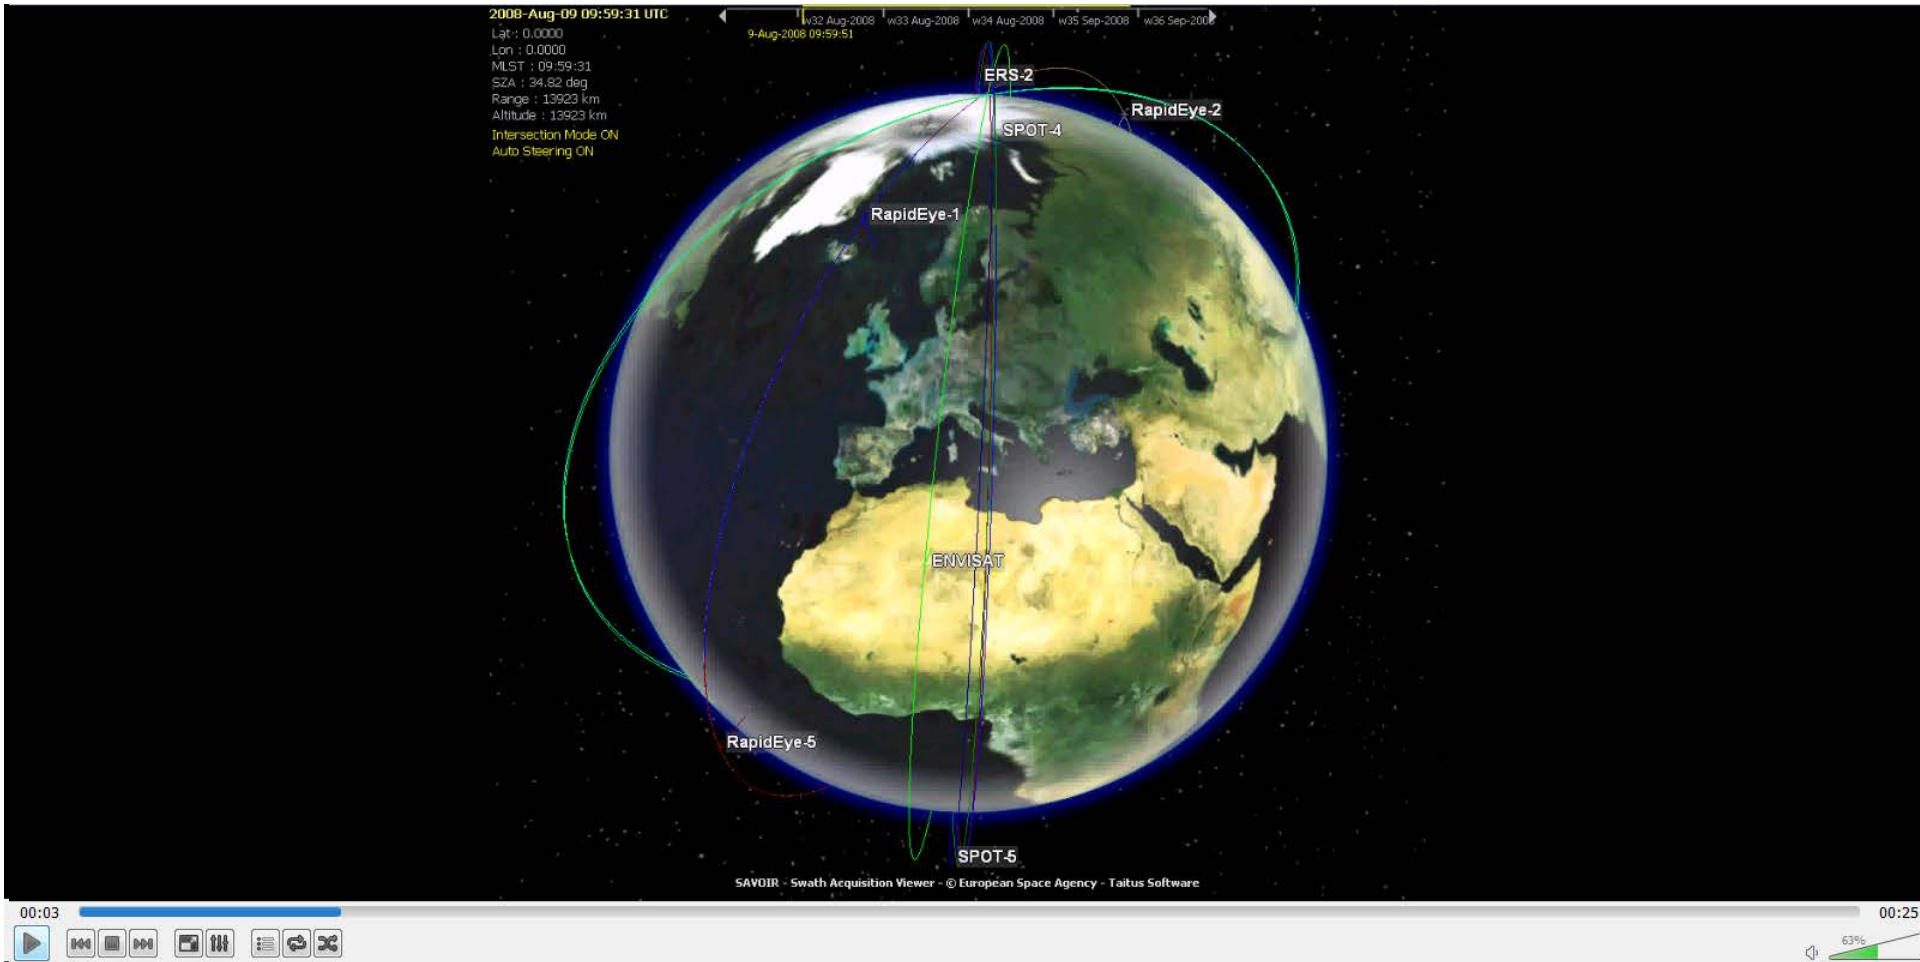 2008-Aug-09 09:59:31 UTC
w32 Aug-2008 w33 Aug-2008 w34 Aug-2008 w35 Sep-2008 w36 Sep-2008
9-Aug-2008 09:59:51
Lat : 0.0000
Lon : 0.0000
MLST : 09:59:31
SZA : 34.82 deg
Range : 13923 km
Altitude : 13923 km
Intersection Mode ON
Auto Steering ON
ERS-2
RapidEye-2
SPOT-4
RapidEye-1
ENVISAT
RapidEye-5
SPOT-5
SAVOIR - Swath Acquisition Viewer - © European Space Agency - Taitus Software
00:03 00:25
63%